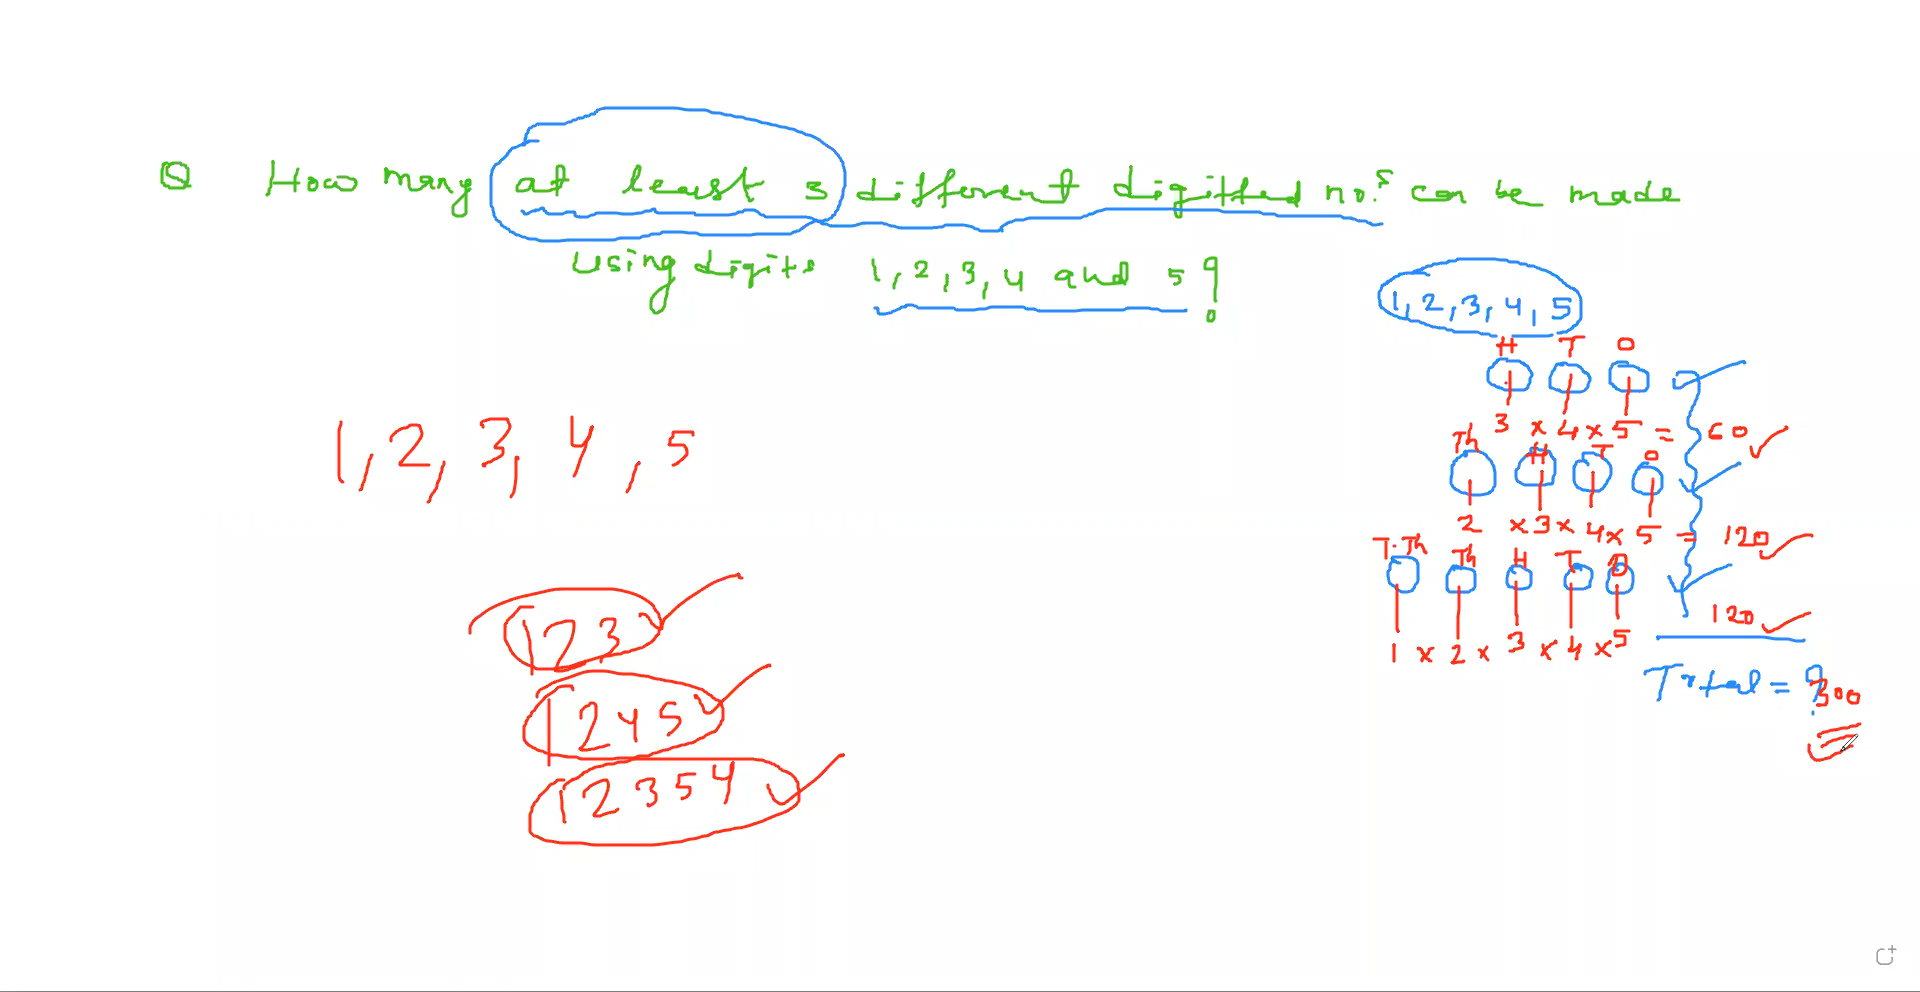 Q How many at least 3 different digitted no.s can be made
using digits 1, 2, 3, 4 and 5?
1, 2, 3, 4, 5
H T O
3 x 4 x 5 = 60
Th H T O
2 x 3 x 4 x 5 = 120
T.Th Th H T O
120
1 x 2 x 3 x 4 x 5
Total = ? 300
1, 2, 3, 4, 5
123
1245
12354